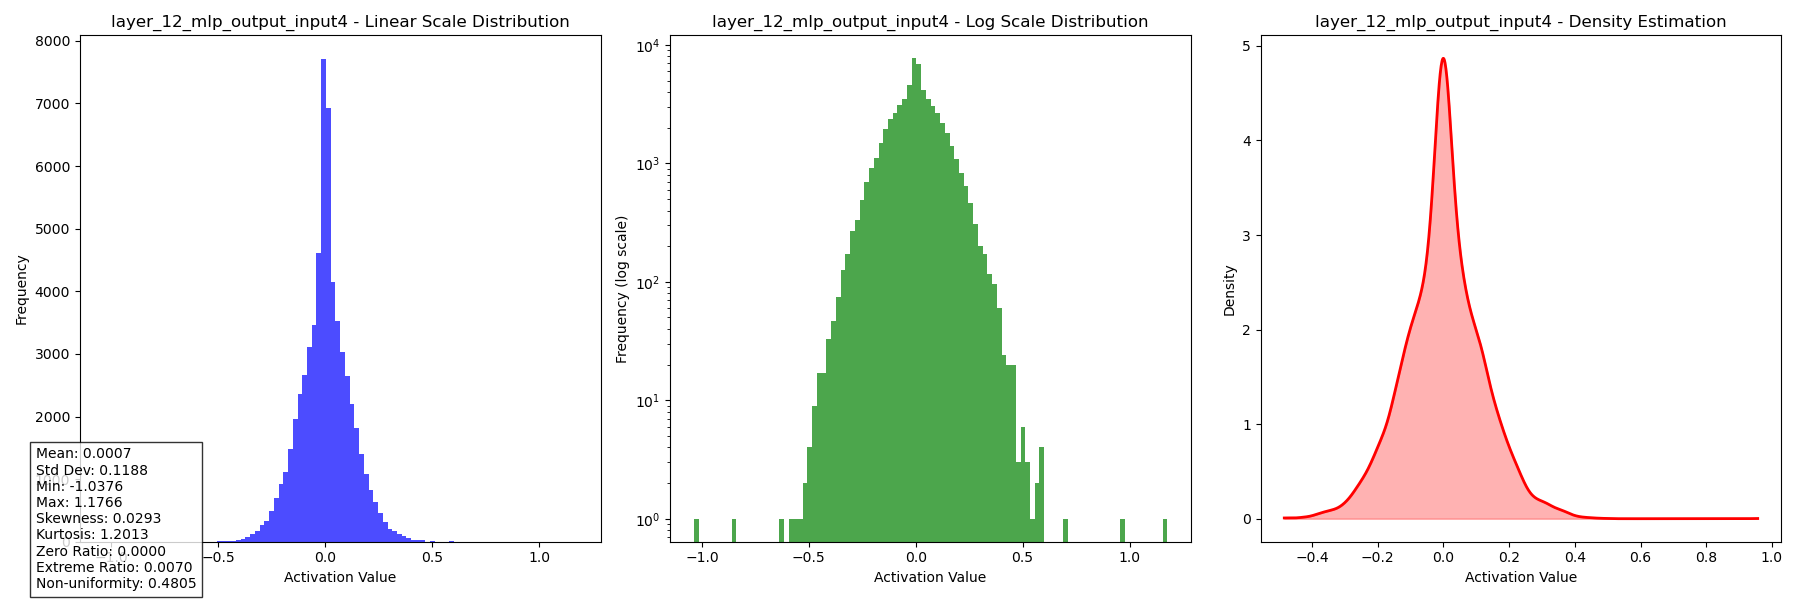 layer_12_mlp_output_input4 - Linear Scale Distribution
8000
7000
6000
5000
4000
3000
2000
Frequency
−0.5
0.0
0.5
1.0
Activation Value
Mean: 0.0007
Std Dev: 0.1188
Min: -1.0376
Max: 1.1766
Skewness: 0.0293
Kurtosis: 1.2013
Zero Ratio: 0.0000
Extreme Ratio: 0.0070
Non-uniformity: 0.4805
layer_12_mlp_output_input4 - Log Scale Distribution
10⁴
10³
10²
10¹
10⁰
Frequency (log scale)
−1.0
−0.5
0.0
0.5
1.0
Activation Value
layer_12_mlp_output_input4 - Density Estimation
5
4
3
2
1
0
Density
−0.4
−0.2
0.0
0.2
0.4
0.6
0.8
1.0
Activation Value